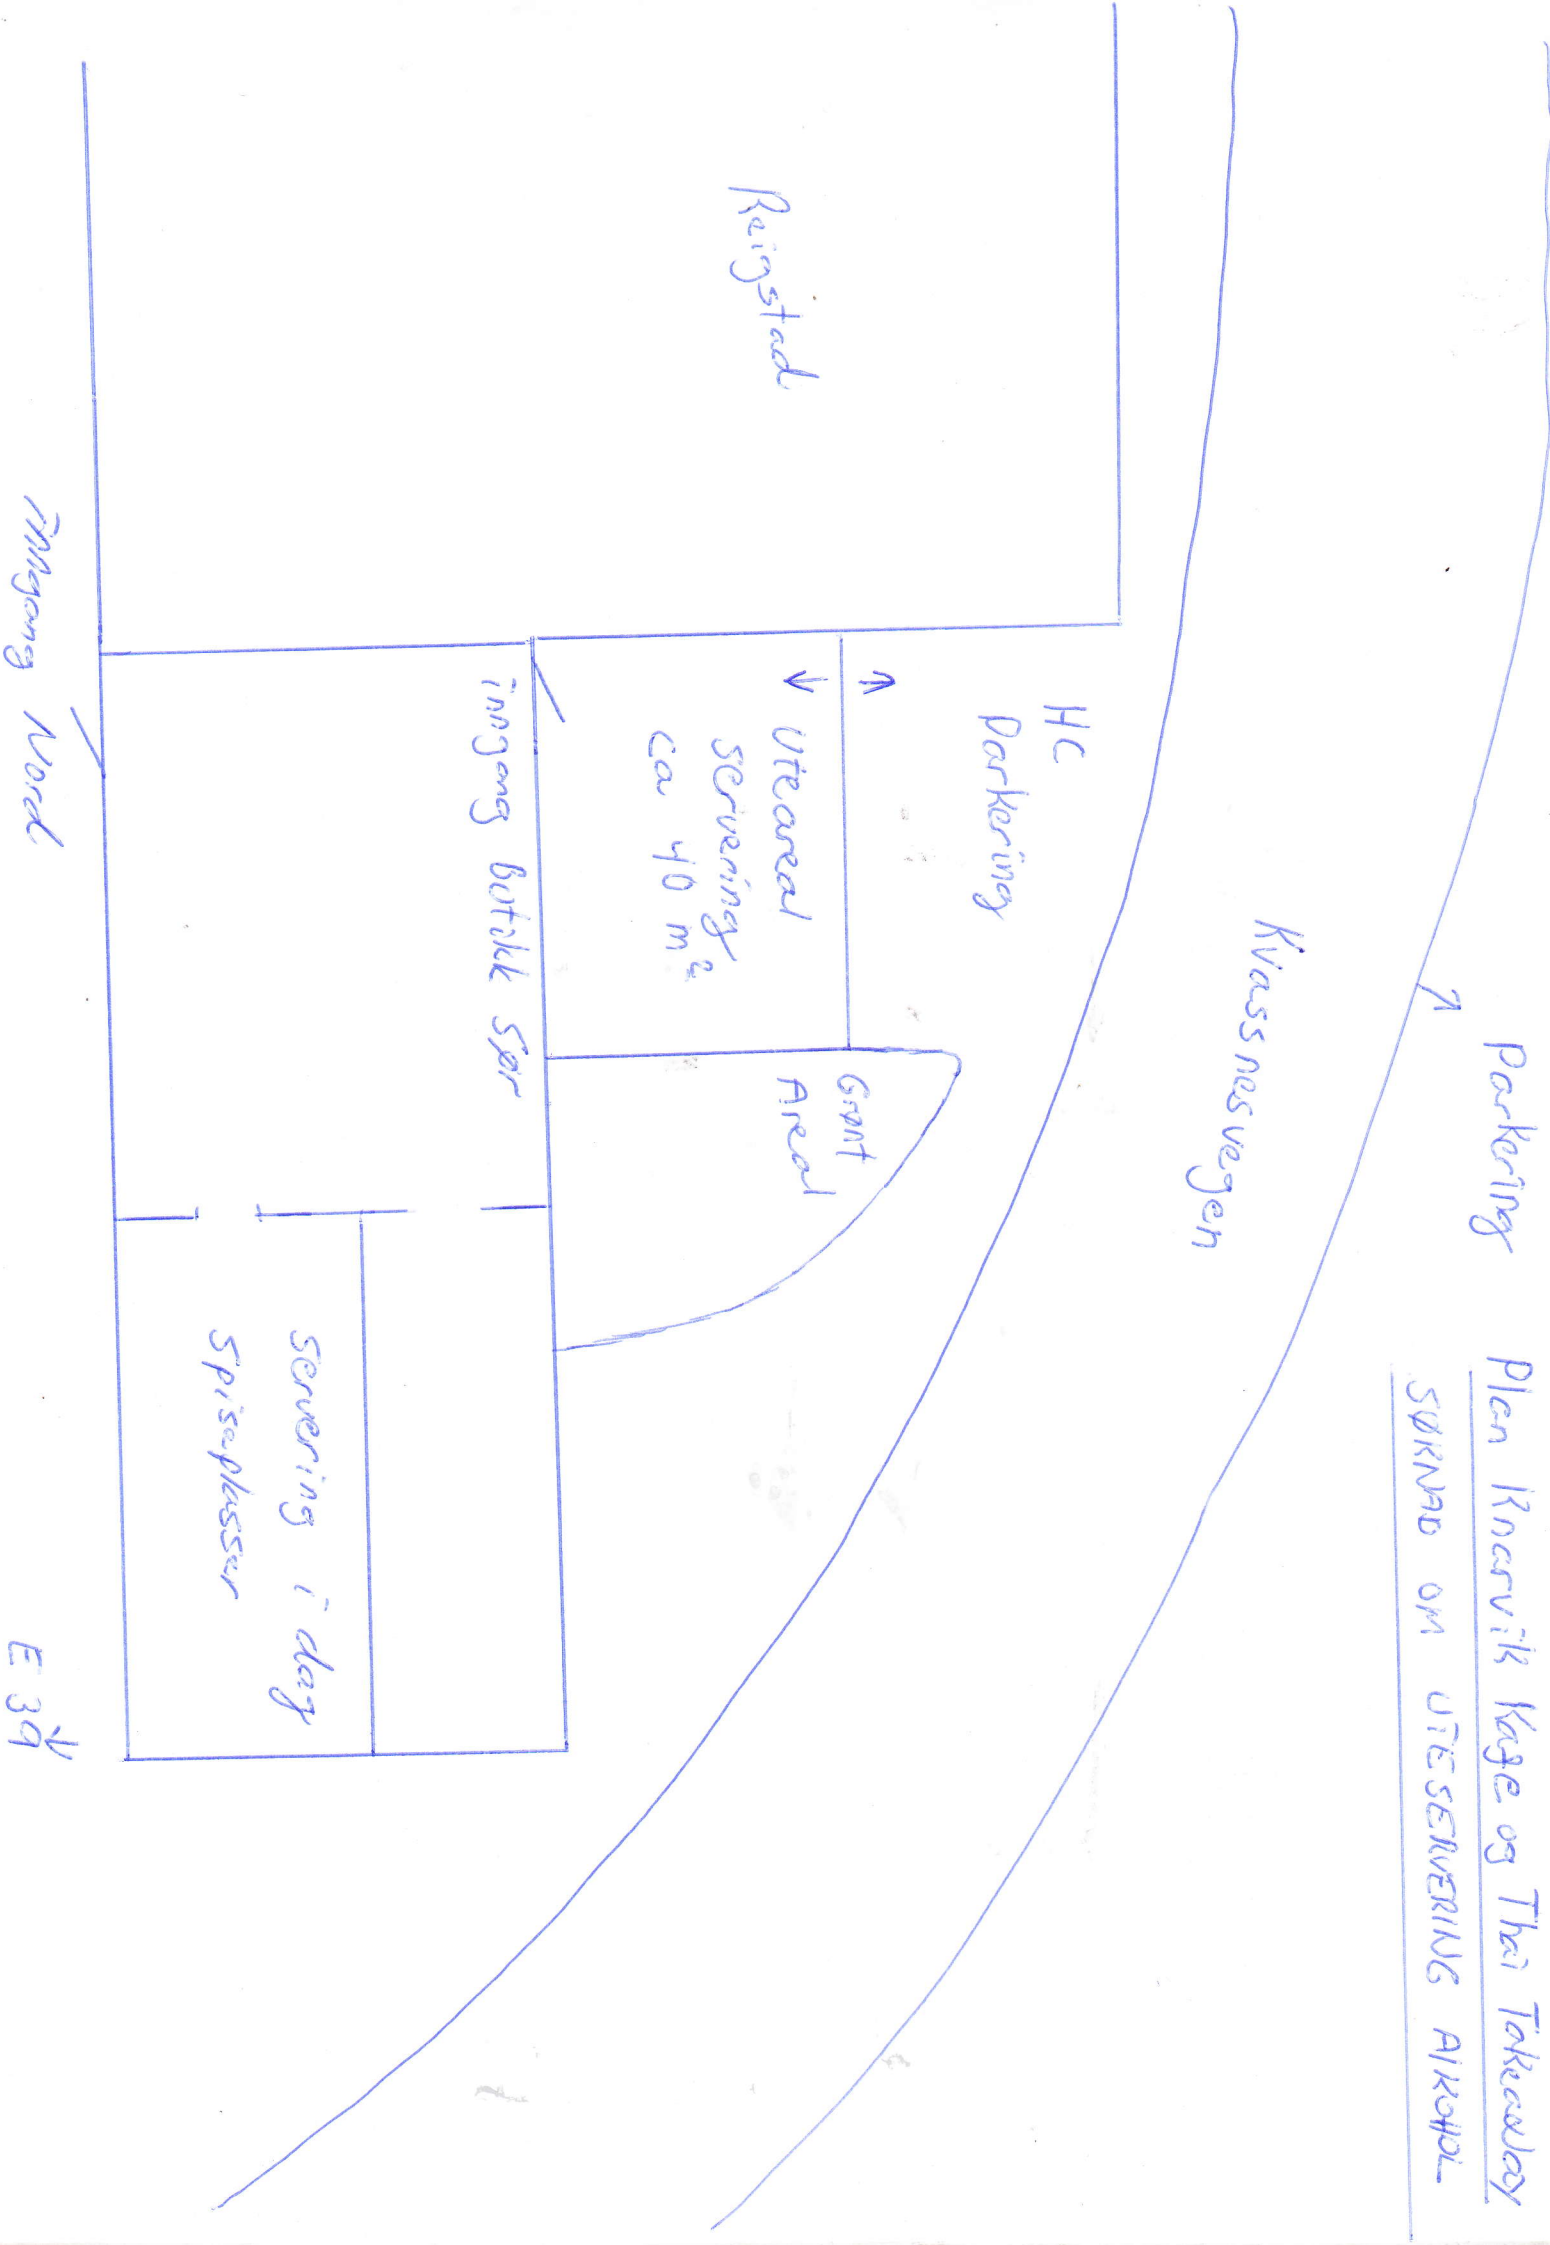 Plan Knarvik Kafe og Thai Takeaway
SØKNAD OM UTESERVERING ALKOHOL
Parkering
Kvassnesvegen
HC
Parkering
Uteareal
servering
ca 40 m²
Grønt
Areal
Reigstad
inngang butikk Sør
Servering i dag
Spiseplasser
inngang Nord
E 39